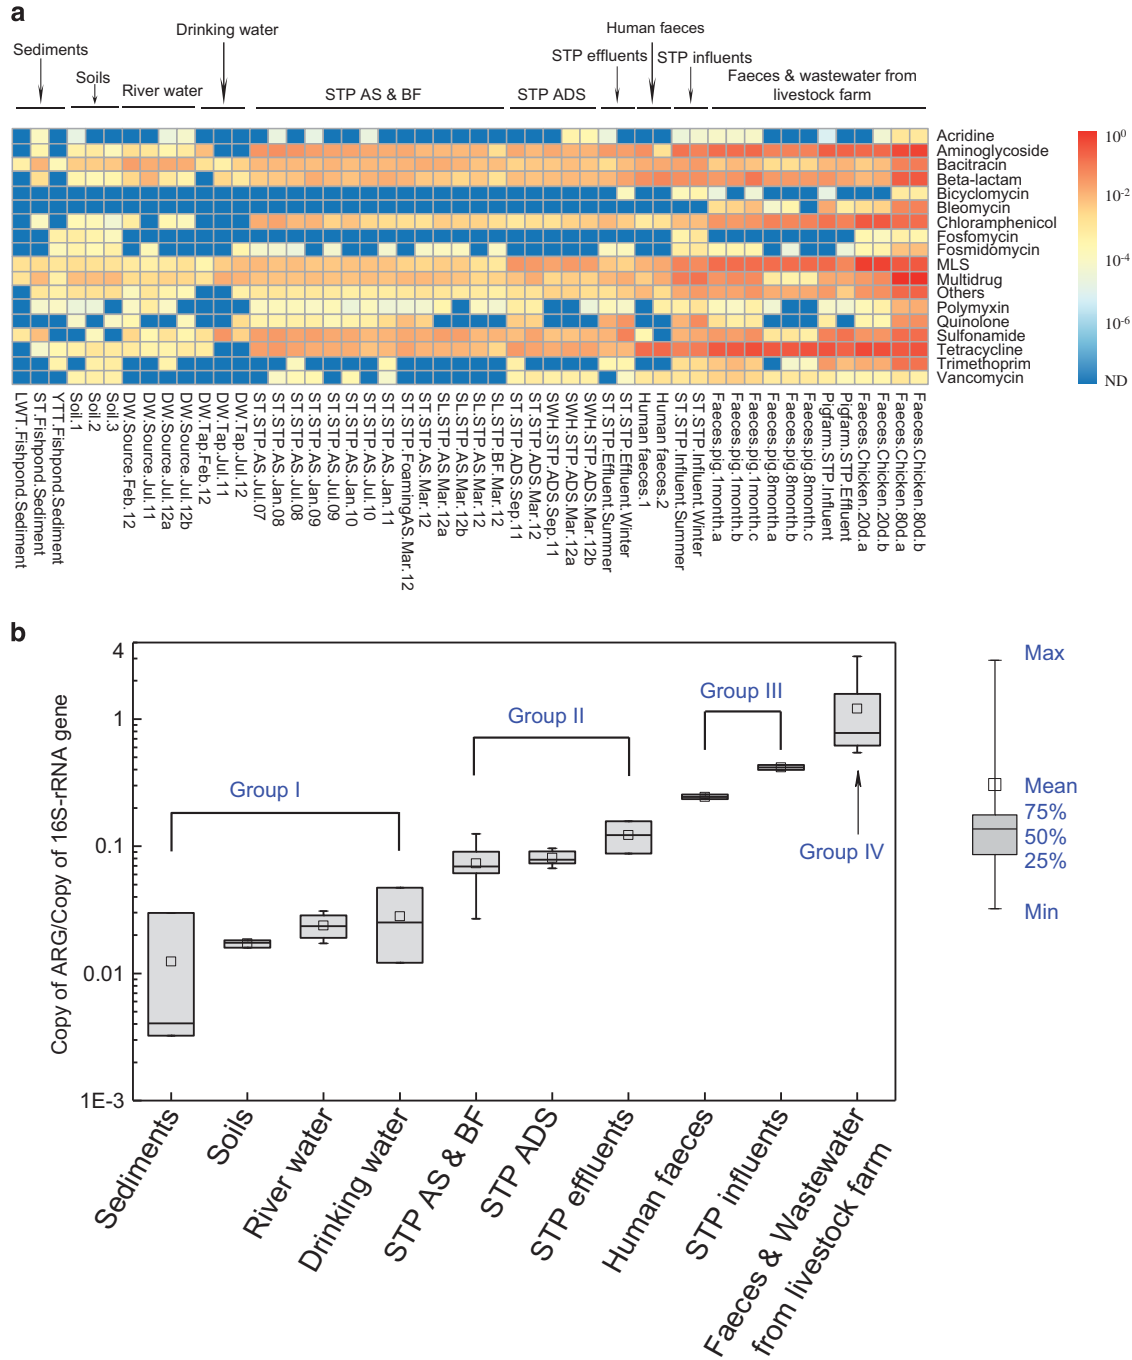 a
Drinking water
Human faeces
Sediments
STP effluents
STP influents
Soils
Faeces & wastewater from
livestock farm
River water
STP AS & BF
STP ADS
Acridine
Aminoglycoside
Bacitracin
Beta-lactam
Bicyclomycin
Bleomycin
Chloramphenicol
Fosfomycin
Fosmidomycin
MLS
Multidrug
Others
Polymyxin
Quinolone
Sulfonamide
Tetracycline
Trimethoprim
Vancomycin
10⁰
10⁻²
10⁻⁴
10⁻⁶
ND
LWT.Fishpond.Sediment
ST.Fishpond.Sediment
YTT.Fishpond.Sediment
Soil.1
Soil.2
Soil.3
DW.Source.Feb.12
DW.Source.Jul.11
DW.Source.Jul.12a
DW.Source.Jul.12b
DW.Tap.Feb.12
DW.Tap.Jul.11
DW.Tap.Jul.12
ST.STP.AS.Jul.07
ST.STP.AS.Jan.08
ST.STP.AS.Jul.08
ST.STP.AS.Jan.09
ST.STP.AS.Jul.09
ST.STP.AS.Jan.10
ST.STP.AS.Jul.10
ST.STP.AS.Jan.11
ST.STP.FoamingAS.Mar.12
ST.STP.AS.Mar.12
SL.STP.AS.Mar.12a
SL.STP.AS.Mar.12b
SL.STP.AS.Mar.12
SL.STP.BF.Mar.12
ST.STP.ADS.Sep.11
ST.STP.ADS.Mar.12
SWH.STP.ADS.Sep.11
SWH.STP.ADS.Mar.12a
SWH.STP.ADS.Mar.12b
ST.STP.Effluent.Summer
ST.STP.Effluent.Winter
Human faeces.1
Human faeces.2
ST.STP.Influent.Summer
ST.STP.Influent.Winter
Faeces.pig.1month.a
Faeces.pig.1month.b
Faeces.pig.1month.c
Faeces.pig.8month.a
Faeces.pig.8month.b
Faeces.pig.8month.c
Pigfarm.STP.Influent
Pigfarm.STP.Effluent
Faeces.Chicken.20d.a
Faeces.Chicken.20d.b
Faeces.Chicken.80d.a
Faeces.Chicken.80d.b
b
Copy of ARG/Copy of 16S-rRNA gene
4
1
0.1
0.01
1E-3
Group I
Group II
Group III
Group IV
Max
Mean
75%
50%
25%
Min
Sediments
Soils
River water
Drinking water
STP AS & BF
STP ADS
STP effluents
Human faeces
STP influents
Faeces & Wastewater
from livestock farm